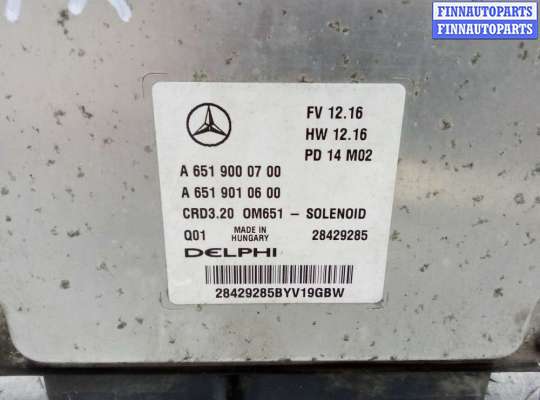 FINNAUTOPARTS
FINNAUTOPARTS
FV 12.16
HW 12.16
PD 14 M02
A 651 900 07 00
A 651 901 06 00
CRD3.20 OM651 - SOLENOID
Q01 MADE IN HUNGARY 28429285
DELPHI
28429285BYV19GBW